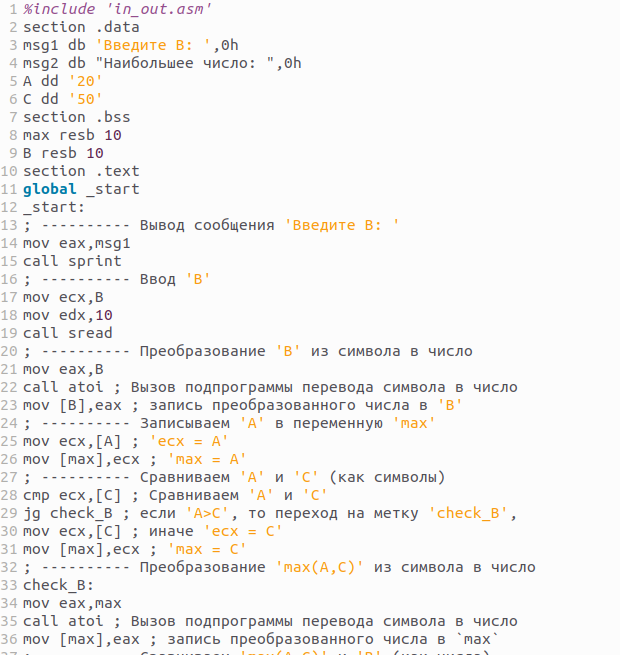 1 %include 'in_out.asm'
2 section .data
3 msg1 db 'Введите B: ',0h
4 msg2 db "Наибольшее число: ",0h
5 A dd '20'
6 C dd '50'
7 section .bss
8 max resb 10
9 B resb 10
10 section .text
11 global _start
12 _start:
13 ; ---------- Вывод сообщения 'Введите B: '
14 mov eax,msg1
15 call sprint
16 ; ---------- Ввод 'B'
17 mov ecx,B
18 mov edx,10
19 call sread
20 ; ---------- Преобразование 'B' из символа в число
21 mov eax,B
22 call atoi ; Вызов подпрограммы перевода символа в число
23 mov [B],eax ; запись преобразованного числа в 'B'
24 ; ---------- Записываем 'A' в переменную 'max'
25 mov ecx,[A] ; 'ecx = A'
26 mov [max],ecx ; 'max = A'
27 ; ---------- Сравниваем 'A' и 'C' (как символы)
28 cmp ecx,[C] ; Сравниваем 'A' и 'C'
29 jg check_B ; если 'A>C', то переход на метку 'check_B',
30 mov ecx,[C] ; иначе 'ecx = C'
31 mov [max],ecx ; 'max = C'
32 ; ---------- Преобразование 'max(A,C)' из символа в число
33 check_B:
34 mov eax,max
35 call atoi ; Вызов подпрограммы перевода символа в число
36 mov [max],eax ; запись преобразованного числа в `max`
37 ; ---------- Сравниваем 'max(A,C)' и 'B' (как числа)